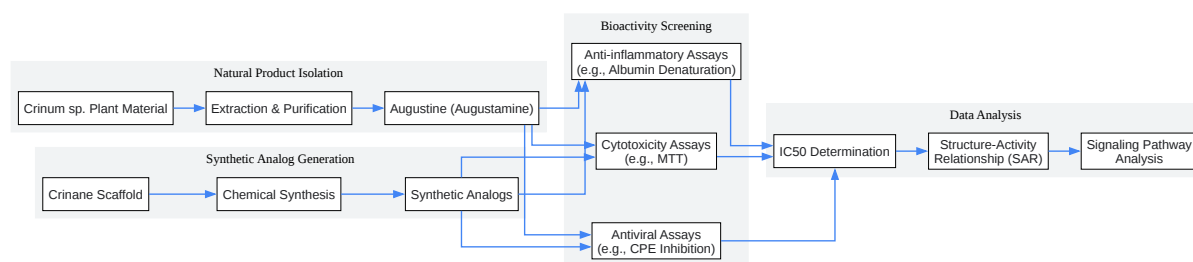 Bioactivity Screening
Anti-inflammatory Assays
(e.g., Albumin Denaturation)
Natural Product Isolation
Crinum sp. Plant Material
Extraction & Purification
Augustine (Augustamine)
Data Analysis
Cytotoxicity Assays
(e.g., MTT)
IC50 Determination
Structure-Activity
Relationship (SAR)
Signaling Pathway
Analysis
Synthetic Analog Generation
Crinane Scaffold
Chemical Synthesis
Synthetic Analogs
Antiviral Assays
(e.g., CPE Inhibition)